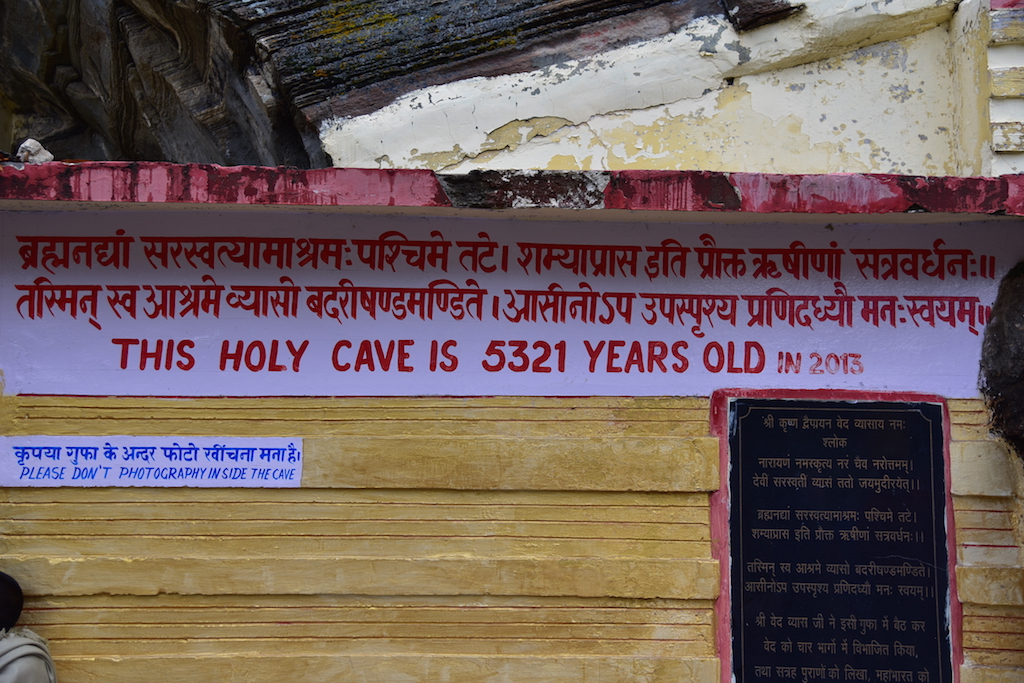 ब्रह्मनद्यां सरस्वत्यामाश्रमः पश्चिमे तटे। शम्याप्रास इति प्रौक्त ऋषीणां सत्रवर्धनः॥
तस्मिन् स्व आश्रमे व्यासो बदरीषण्डमण्डिते। आसीनोऽप उपस्पृश्य प्रणिदध्यौ मनःस्वयम्॥
THIS HOLY CAVE IS 5321 YEARS OLD IN 2013
कृपया गुफा के अन्दर फोटो खींचना मना है।
PLEASE DON'T PHOTOGRAPHY INSIDE THE CAVE
श्री कृष्ण द्वैपायन वेद व्यासाय नमः
श्लोक
नारायणं नमस्कृत्य नरं चैव नरोत्तमम्।
देवीं सरस्वतीं व्यासं ततो जयमुदीरयेत्।।
ब्रह्मनद्यां सरस्वत्यामाश्रमः पश्चिमे तटे।
शम्याप्रास इति प्रौक्त ऋषीणां सत्रवर्धनः।।
तस्मिन् स्व आश्रमे व्यासो बदरीषण्डमण्डिते।
आसीनोऽप उपस्पृश्य प्रणिदध्यौ मनः स्वयम्।।
श्री वेद व्यास जी ने इसी गुफा में बैठ कर
वेद को चार भागों में विभाजित किया,
तथा सत्रह पुराणों को लिखा, महाभारत को